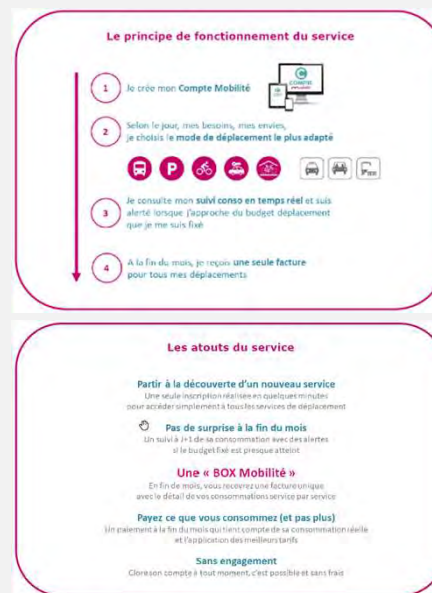 Le principe de fonctionnement du service
1
Je crée mon Compte Mobilité
C
COMPTE
2
Selon le jour, mes besoins, mes envies,
je choisis le mode de déplacement le plus adapté
P
3
Je consulte mon suivi conso en temps réel et suis
alerté lorsque j'approche du budget déplacement
que je me suis fixé
4
A la fin du mois, je reçois une seule facture
pour tous mes déplacements
Les atouts du service
Partir à la découverte d'un nouveau service
Une seule inscription réalisée en quelques minutes
pour accéder simplement à tous les services de déplacement
Pas de surprise à la fin du mois
Un suivi à J+1 de sa consommation avec des alertes
si le budget fixé est presque atteint
Une « BOX Mobilité »
En fin de mois, vous recevrez une facture unique
avec le détail de vos consommations service par service
Payez ce que vous consommez (et pas plus)
Un paiement à la fin du mois qui tient compte de sa consommation réelle
et l'application des meilleurs tarifs
Sans engagement
Clore son compte à tout moment, c'est possible et sans frais